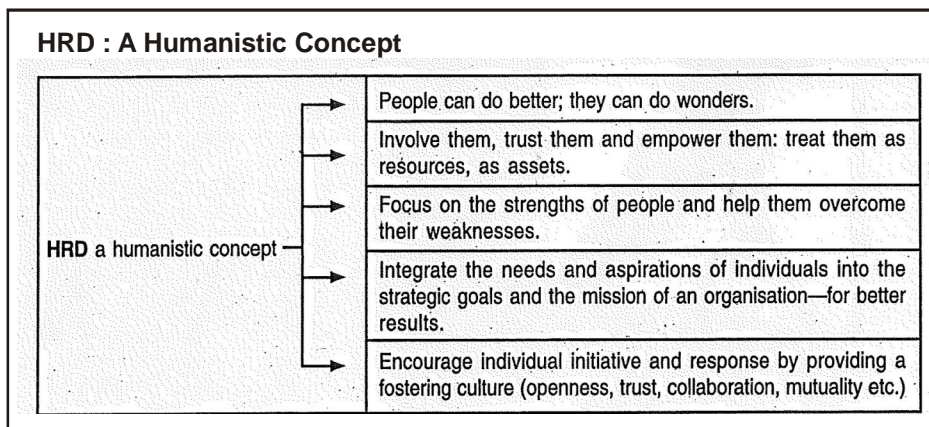 HRD : A Humanistic Concept
People can do better; they can do wonders.
Involve them, trust them and empower them: treat them as
resources, as assets.
Focus on the strengths of people and help them overcome
their weaknesses.
HRD a humanistic concept
Integrate the needs and aspirations of individuals into the
strategic goals and the mission of an organisation—for better
results.
Encourage individual initiative and response by providing a
fostering culture (openness, trust, collaboration, mutuality etc.)